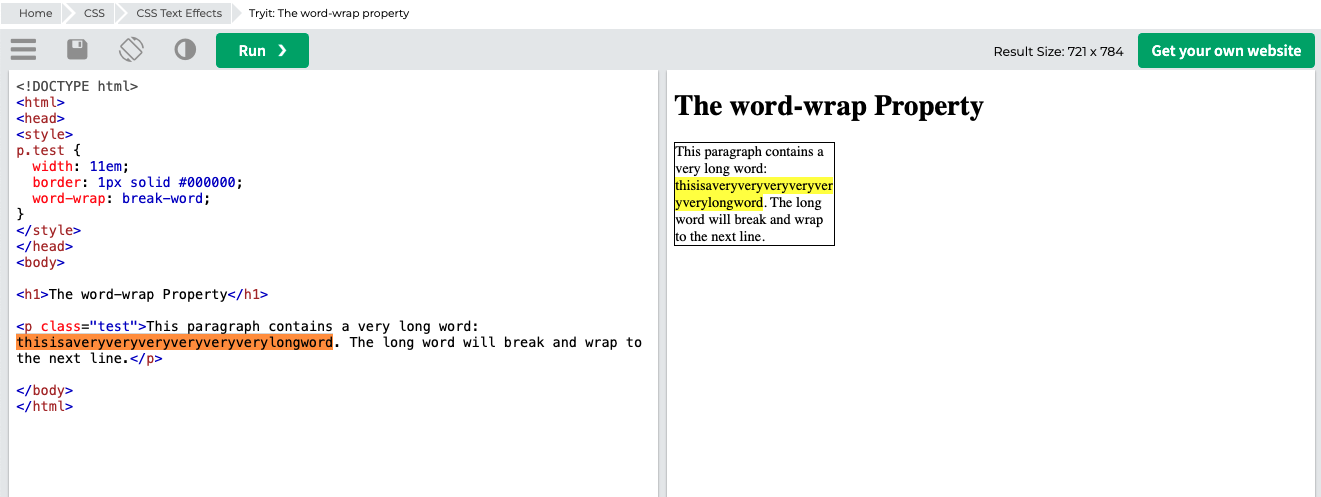 Home CSS CSS Text Effects Tryit: The word-wrap property
Run ❯ Result Size: 721 x 784 Get your own website
<!DOCTYPE html>
<html>
<head>
<style>
p.test {
  width: 11em;
  border: 1px solid #000000;
  word-wrap: break-word;
}
</style>
</head>
<body>

<h1>The word-wrap Property</h1>

<p class="test">This paragraph contains a very long word:
thisisaveryveryveryveryveryverylongword. The long word will break and wrap to
the next line.</p>

</body>
</html>
The word-wrap Property
This paragraph contains a
very long word:
thisisaveryveryveryveryver
yverylongword. The long
word will break and wrap
to the next line.